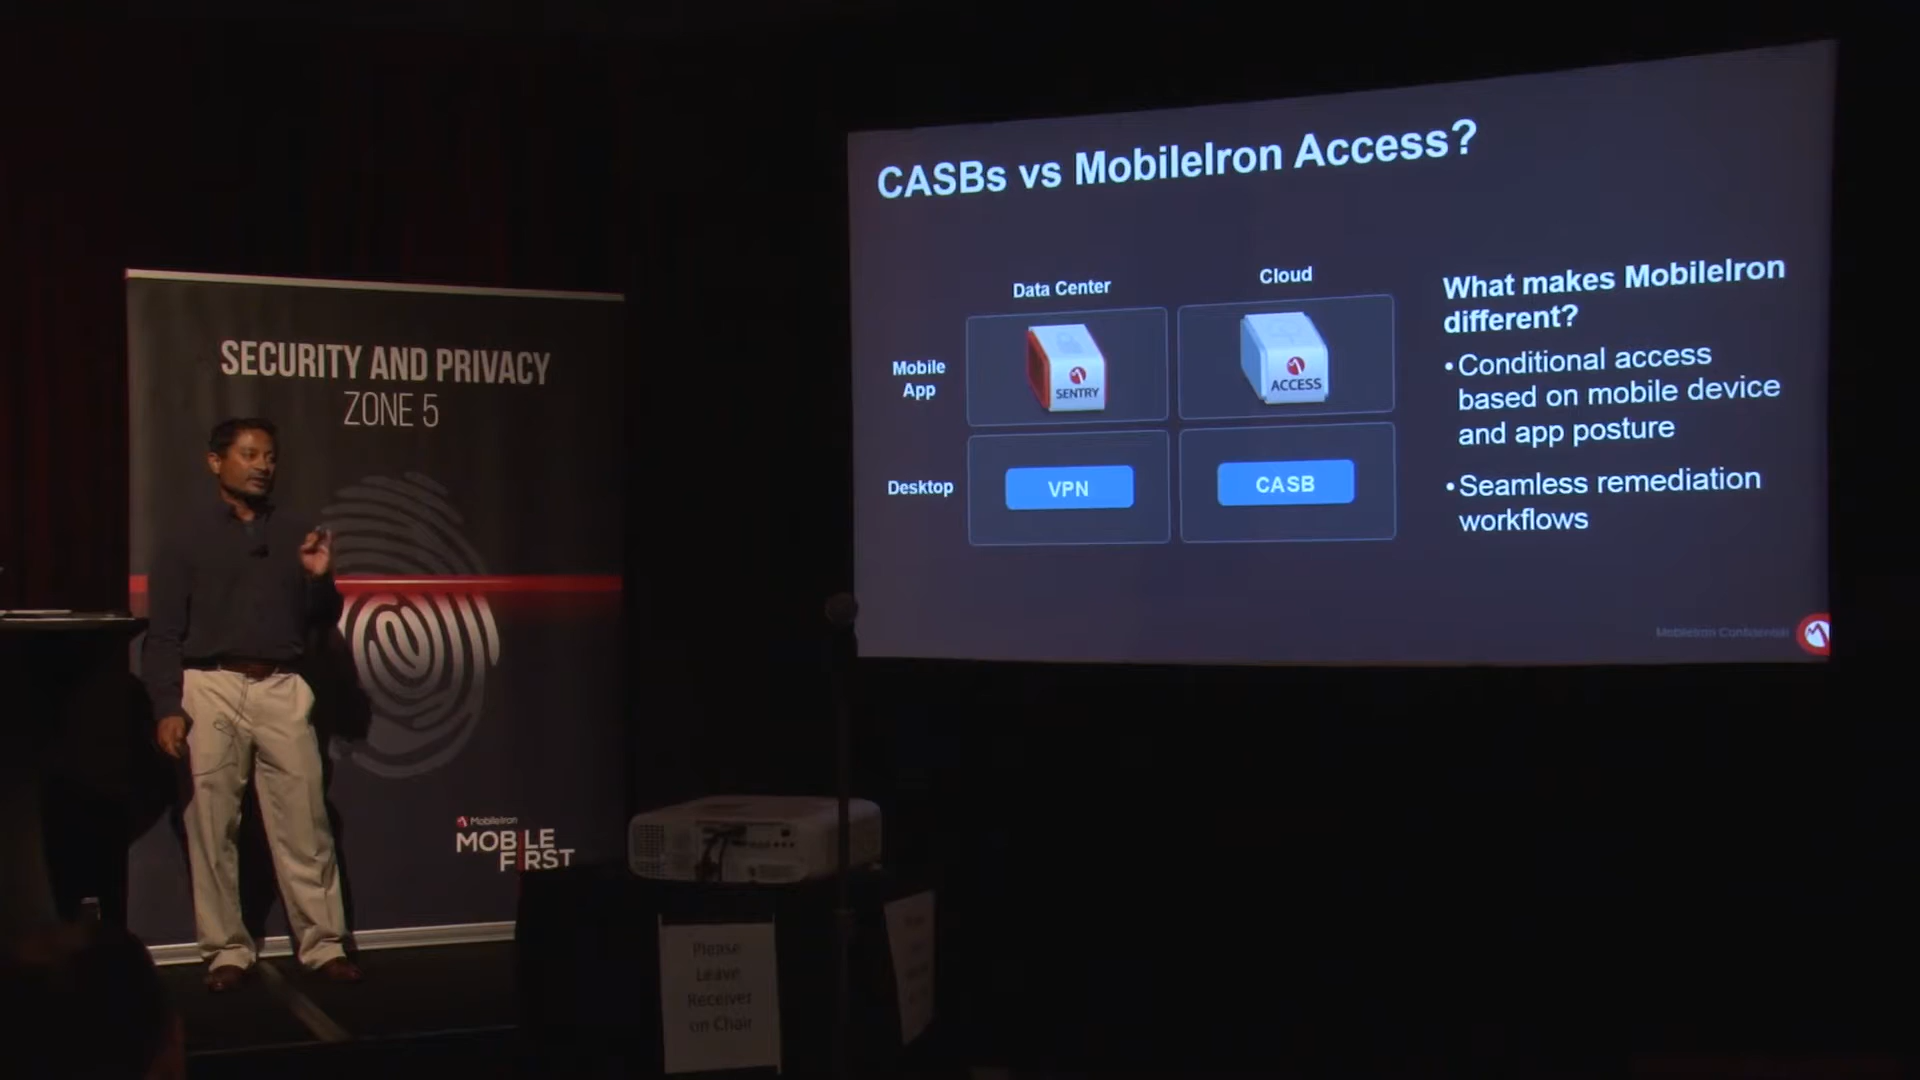 SECURITY AND PRIVACY
ZONE 5
MobileIron
MOBILE
FIRST
CASBs vs MobileIron Access?
Data Center
Cloud
Mobile
App
SENTRY
ACCESS
Desktop
VPN
CASB
What makes MobileIron
different?
•Conditional access
based on mobile device
and app posture
•Seamless remediation
workflows
MobileIron Confidential
Please
Leave
Receiver
on Chair